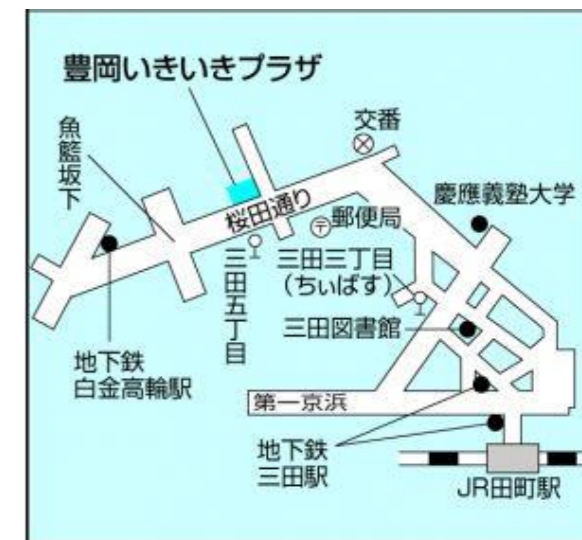 豊岡いきいきプラザ
交番
魚籃坂下
慶應義塾大学
桜田通り
郵便局
三田五丁目
三田三丁目
(ちぃばす)
三田図書館
地下鉄
白金高輪駅
第一京浜
地下鉄
三田駅
JR田町駅